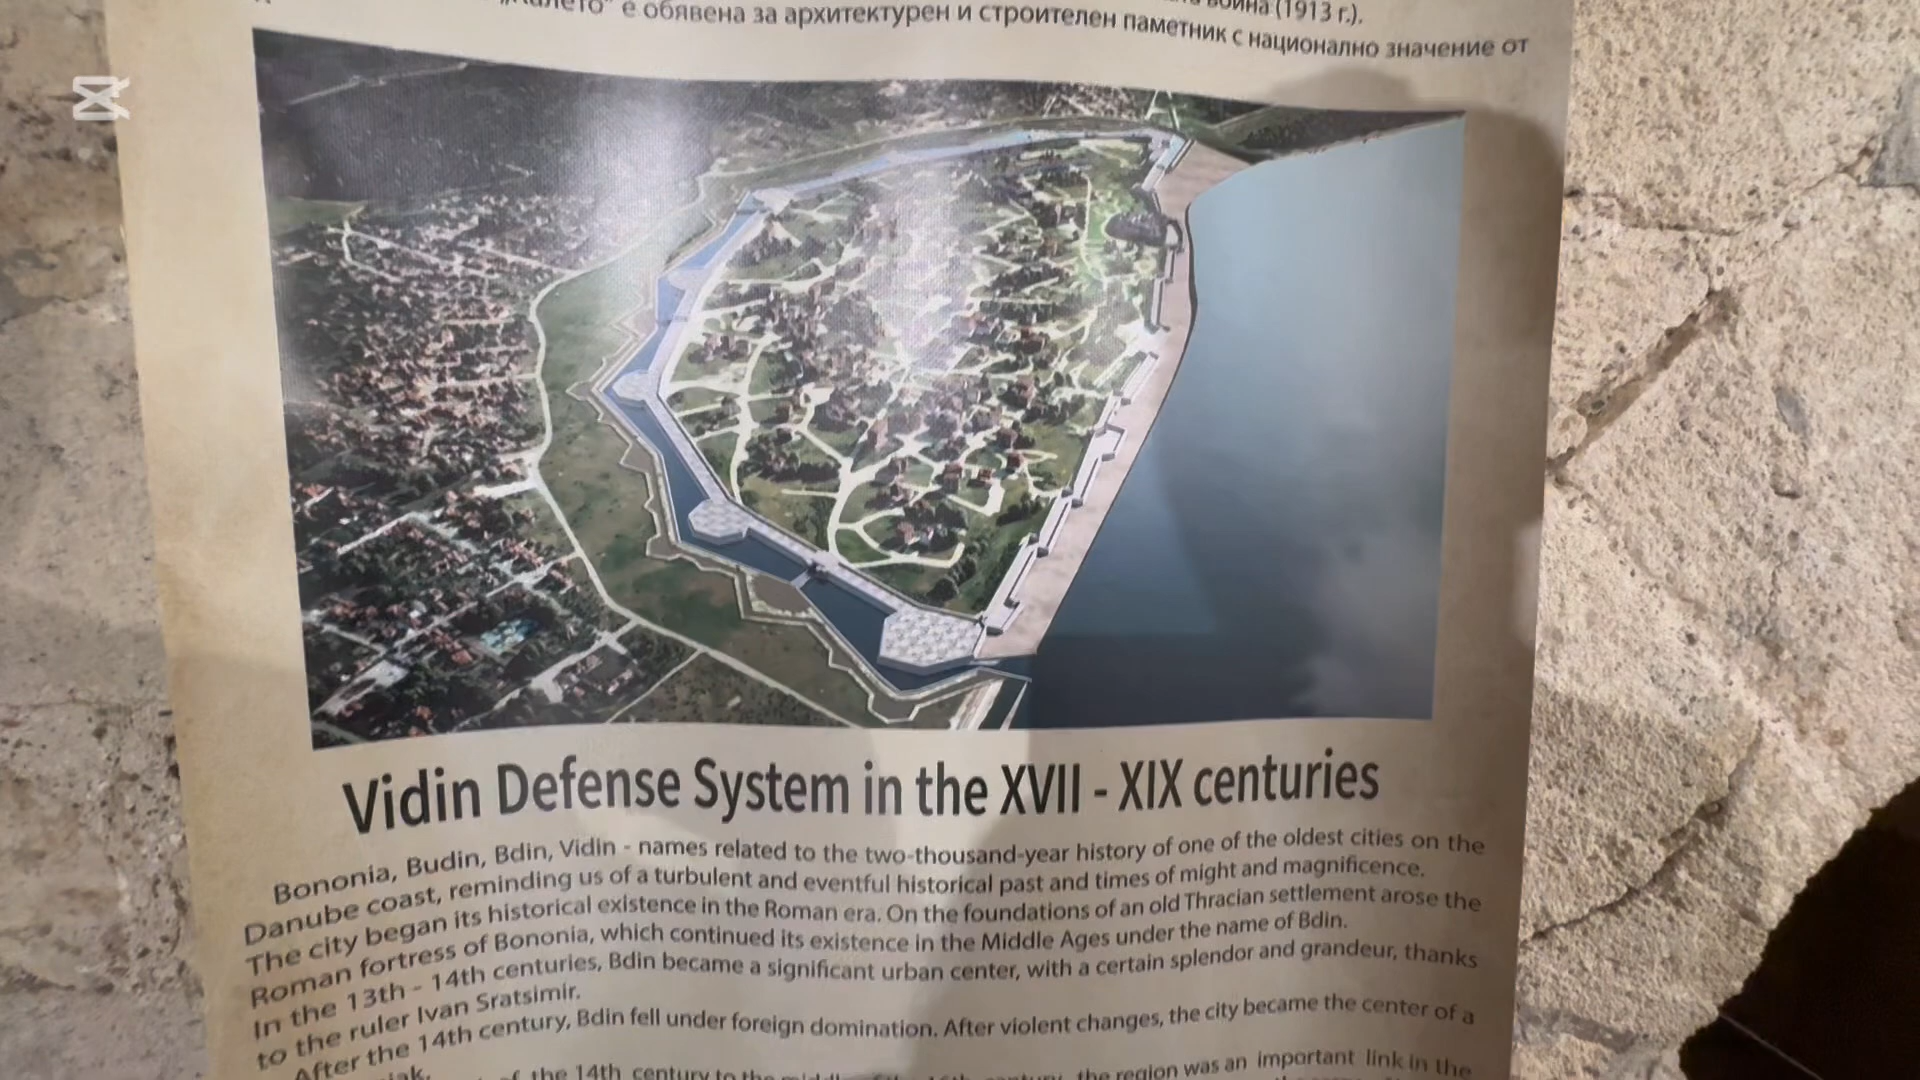 е обявена за архитектурен и строителен паметник с национално значение от
(1913 г.).
Vidin Defense System in the XVII - XIX centuries
Bononia, Budin, Bdin, Vidin - names related to the two-thousand-year history of one of the oldest cities on the
Danube coast, reminding us of a turbulent and eventful historical past and times of might and magnificence.
The city began its historical existence in the Roman era. On the foundations of an old Thracian settlement arose the
Roman fortress of Bononia, which continued its existence in the Middle Ages under the name of Bdin.
In the 13th - 14th centuries, Bdin became a significant urban center, with a certain splendor and grandeur, thanks
to the ruler Ivan Sratsimir.
After the 14th century, Bdin fell under foreign domination. After violent changes, the city became the center of a
the 14th century to the the region was an important link in the